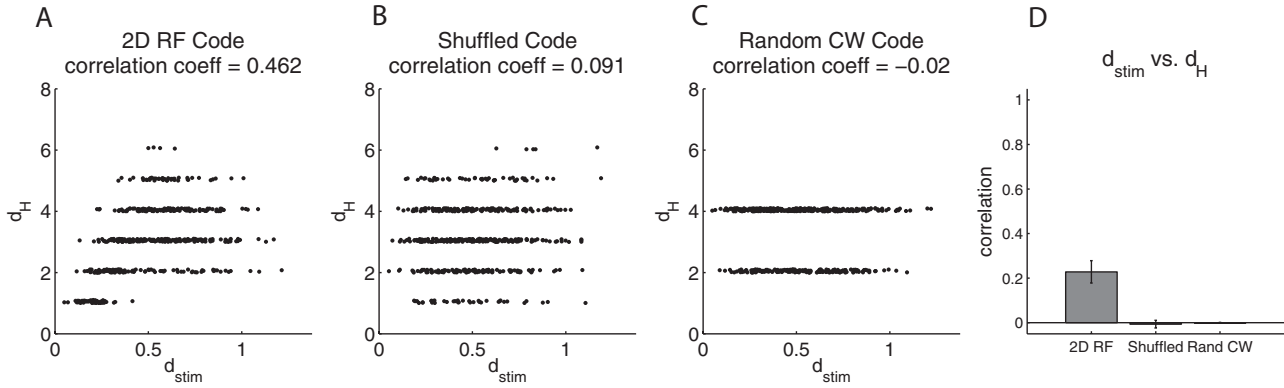 A
2D RF Code
correlation coeff = 0.462
8
6
4
2
0
d_H
0
0.5
1
d_stim
B
Shuffled Code
correlation coeff = 0.091
8
6
4
2
0
d_H
0
0.5
1
d_stim
C
Random CW Code
correlation coeff = −0.02
8
6
4
2
0
d_H
0
0.5
1
d_stim
D
d_stim vs. d_H
1
0.8
0.6
0.4
0.2
0
correlation
2D RF
Shuffled
Rand CW